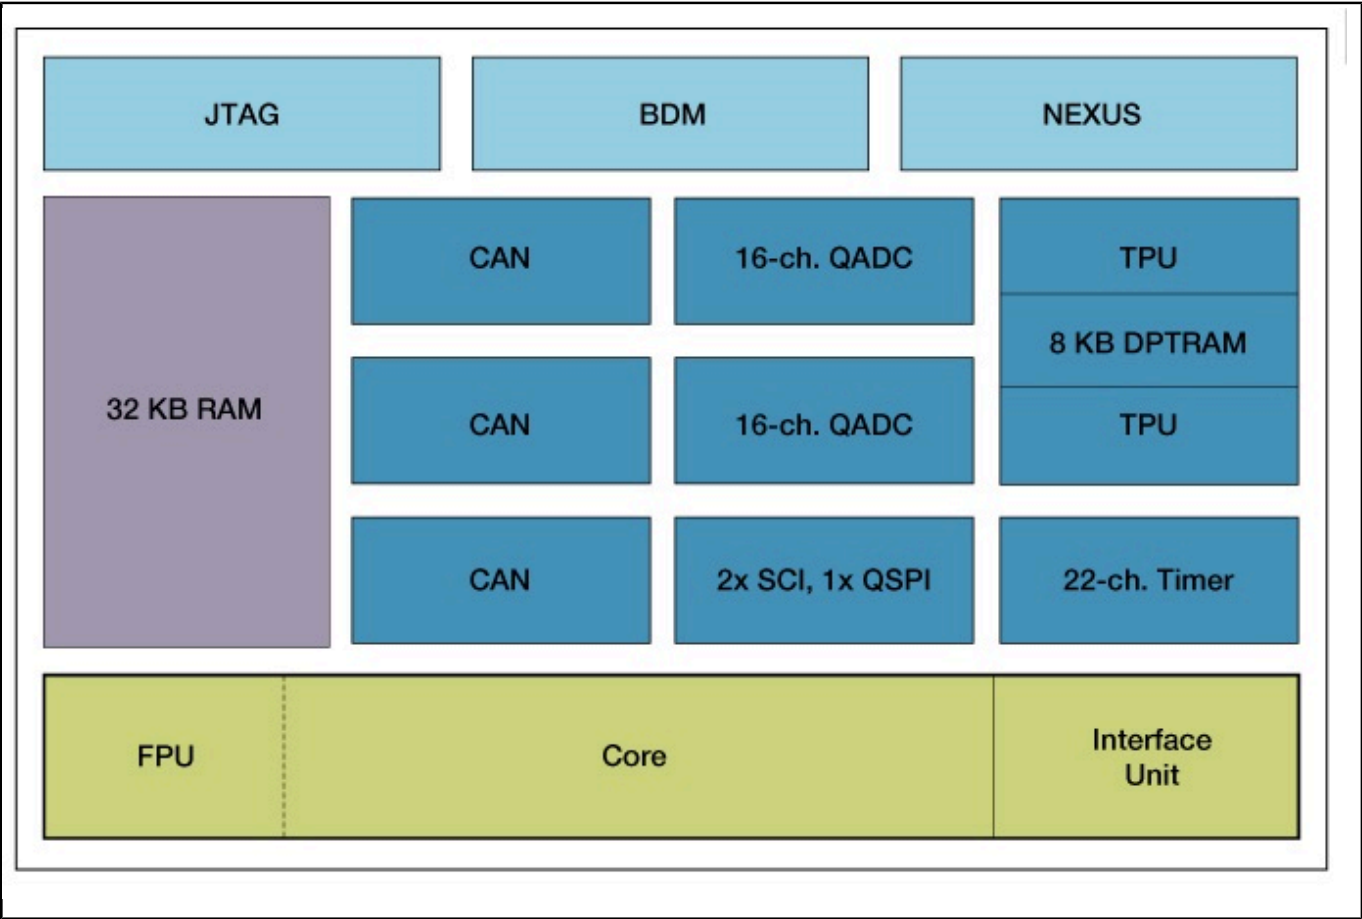 JTAG
BDM
NEXUS
32 KB RAM
CAN
16-ch. QADC
TPU
8 KB DPTRAM
CAN
16-ch. QADC
TPU
CAN
2x SCI, 1x QSPI
22-ch. Timer
FPU
Core
Interface
Unit